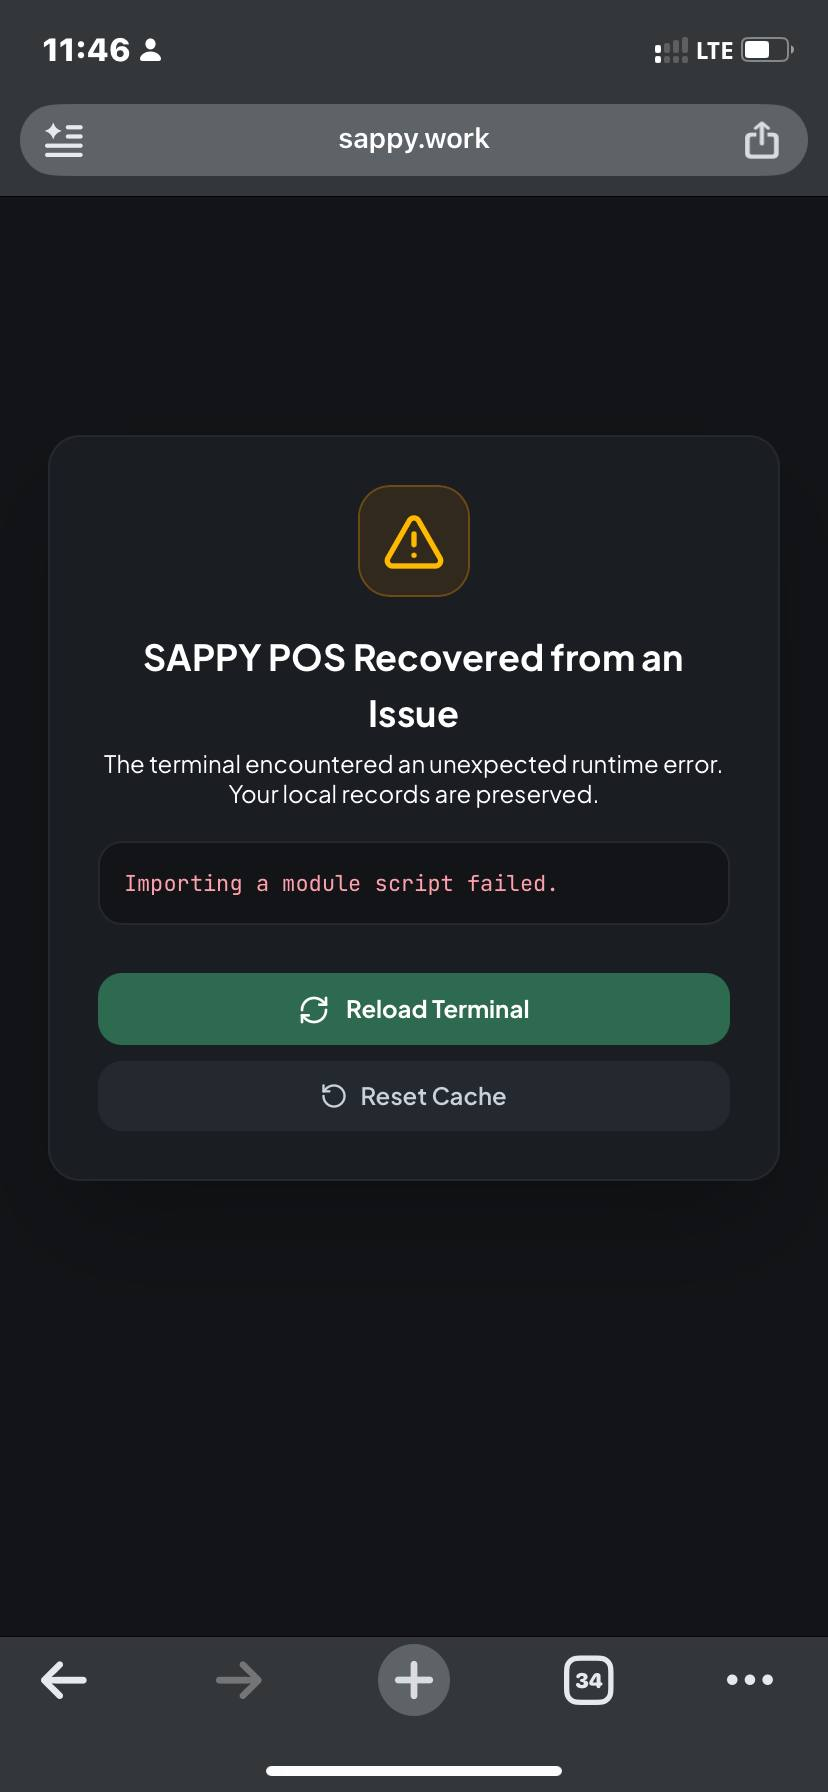 11:46
LTE
sappy.work
SAPPY POS Recovered from an
Issue
The terminal encountered an unexpected runtime error.
Your local records are preserved.
Importing a module script failed.
Reload Terminal
Reset Cache
34